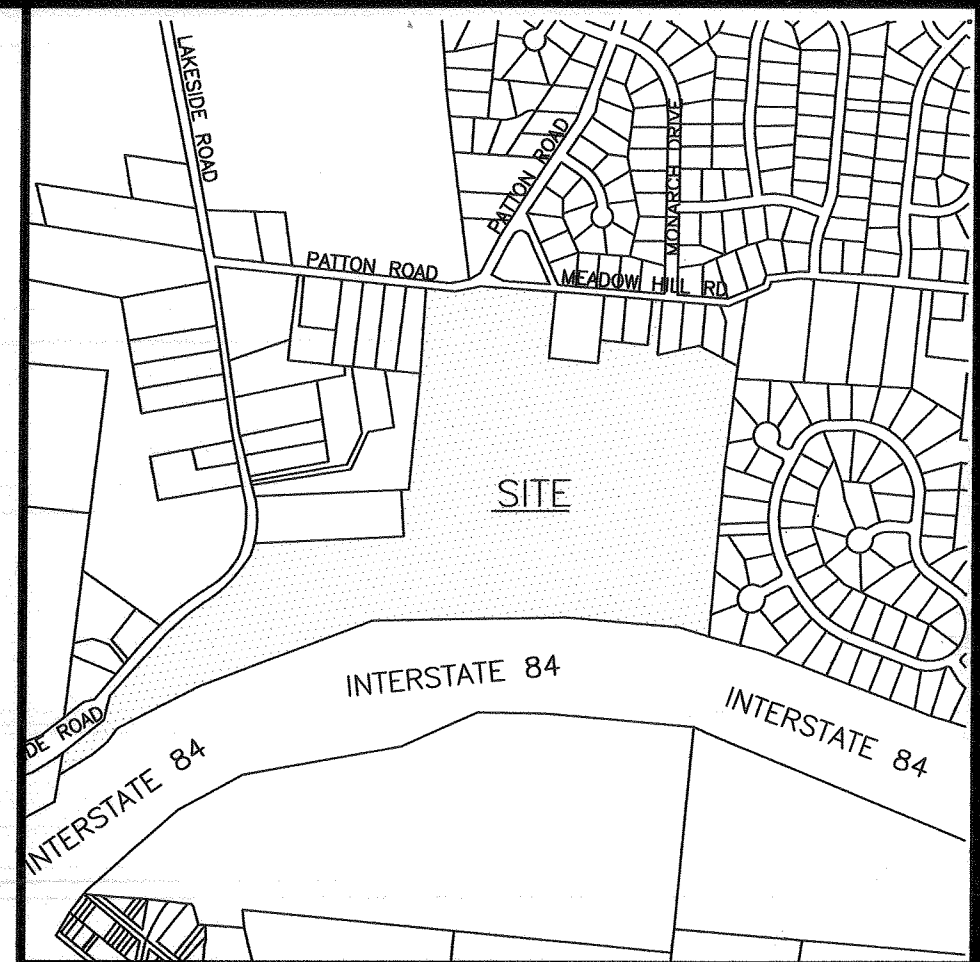 LAKESIDE ROAD
PATTON ROAD
MONARCH DRIVE
PATTON ROAD
MEADOW HILL RD
SITE
INTERSTATE 84
INTERSTATE 84
DE ROAD
INTERSTATE 84